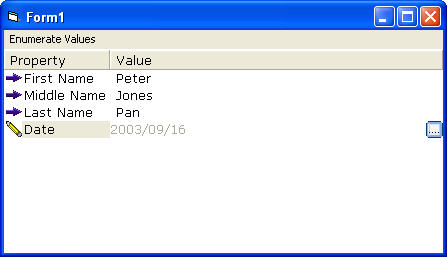 Form1
Enumerate Values
Property Value
First Name Peter
Middle Name Jones
Last Name Pan
Date 2003/09/16 ...